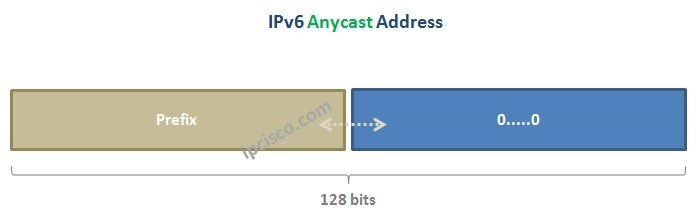 IPv6 Anycast Address
Prefix
0.....0
ipcisco.com
128 bits